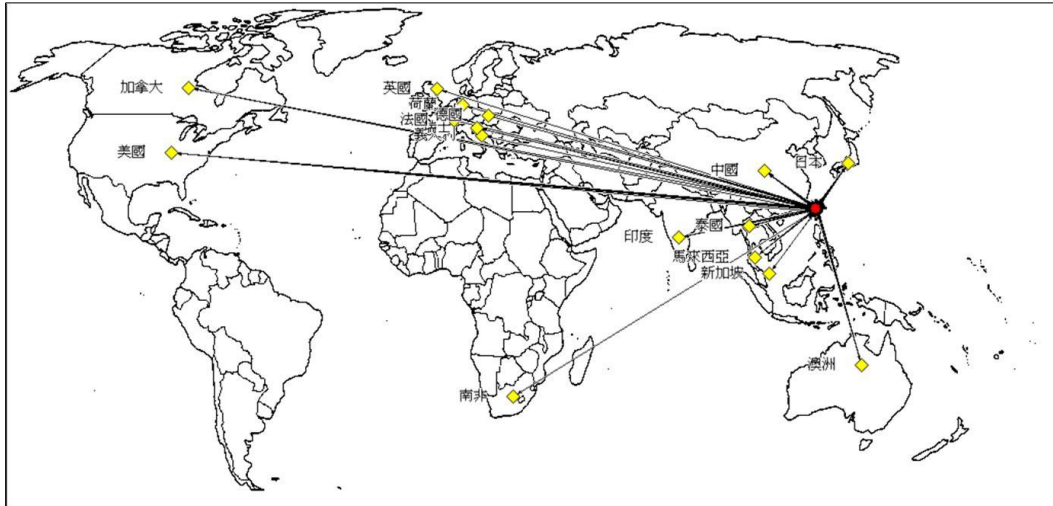 加拿大
英國
荷蘭
法國
德國
美國
中國
日本
泰國
印度
馬來西亞
新加坡
澳洲
南非